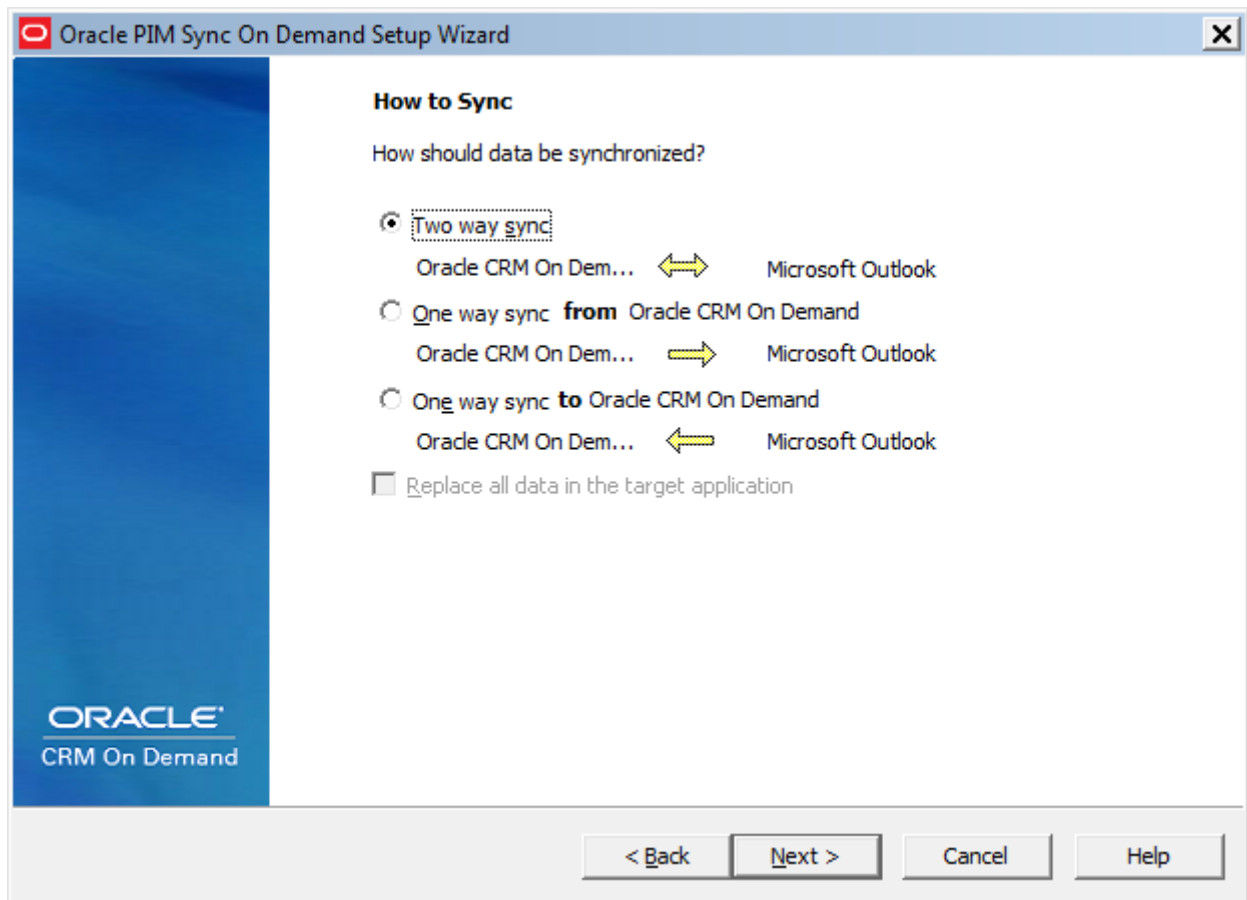 Oracle PIM Sync On Demand Setup Wizard
How to Sync
How should data be synchronized?
Two way sync
Oracle CRM On Dem... Microsoft Outlook
One way sync from Oracle CRM On Demand
Oracle CRM On Dem... Microsoft Outlook
One way sync to Oracle CRM On Demand
Oracle CRM On Dem... Microsoft Outlook
Replace all data in the target application
ORACLE
CRM On Demand
< Back Next > Cancel Help